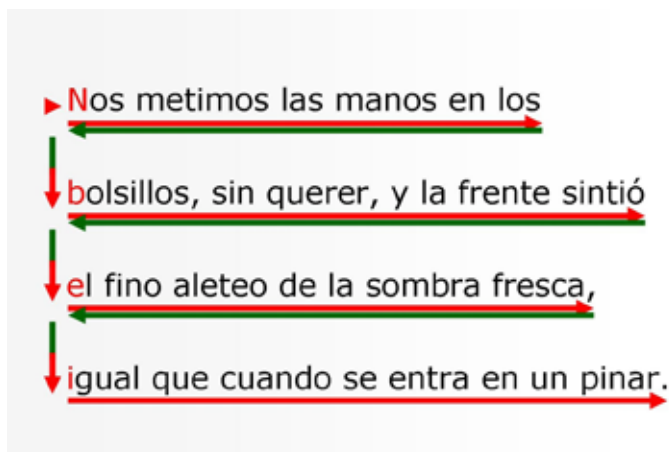 Nos metimos las manos en los
bolsillos, sin querer, y la frente sintió
el fino aleteo de la sombra fresca,
igual que cuando se entra en un pinar.